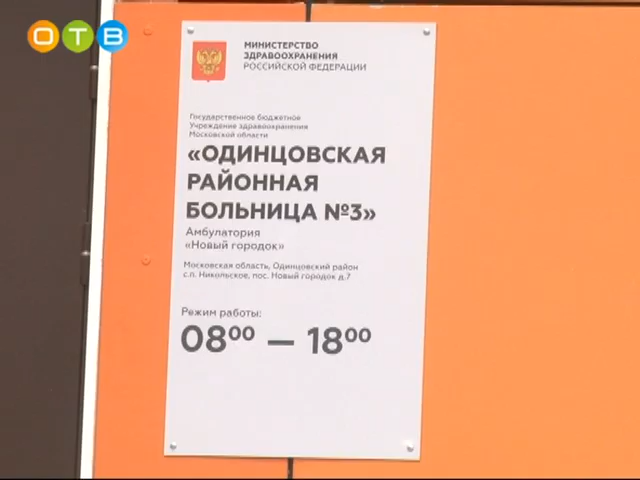 ОТВ
МИНИСТЕРСТВО
ЗДРАВООХРАНЕНИЯ
РОССИЙСКОЙ ФЕДЕРАЦИИ
Государственное бюджетное
Учреждение здравоохранения
Московской области
«ОДИНЦОВСКАЯ
РАЙОННАЯ
БОЛЬНИЦА №3»
Амбулатория
«Новый городок»
Московская область, Одинцовский район
с.п. Никольское, пос. Новый городок д.7
Режим работы:
08⁰⁰ — 18⁰⁰